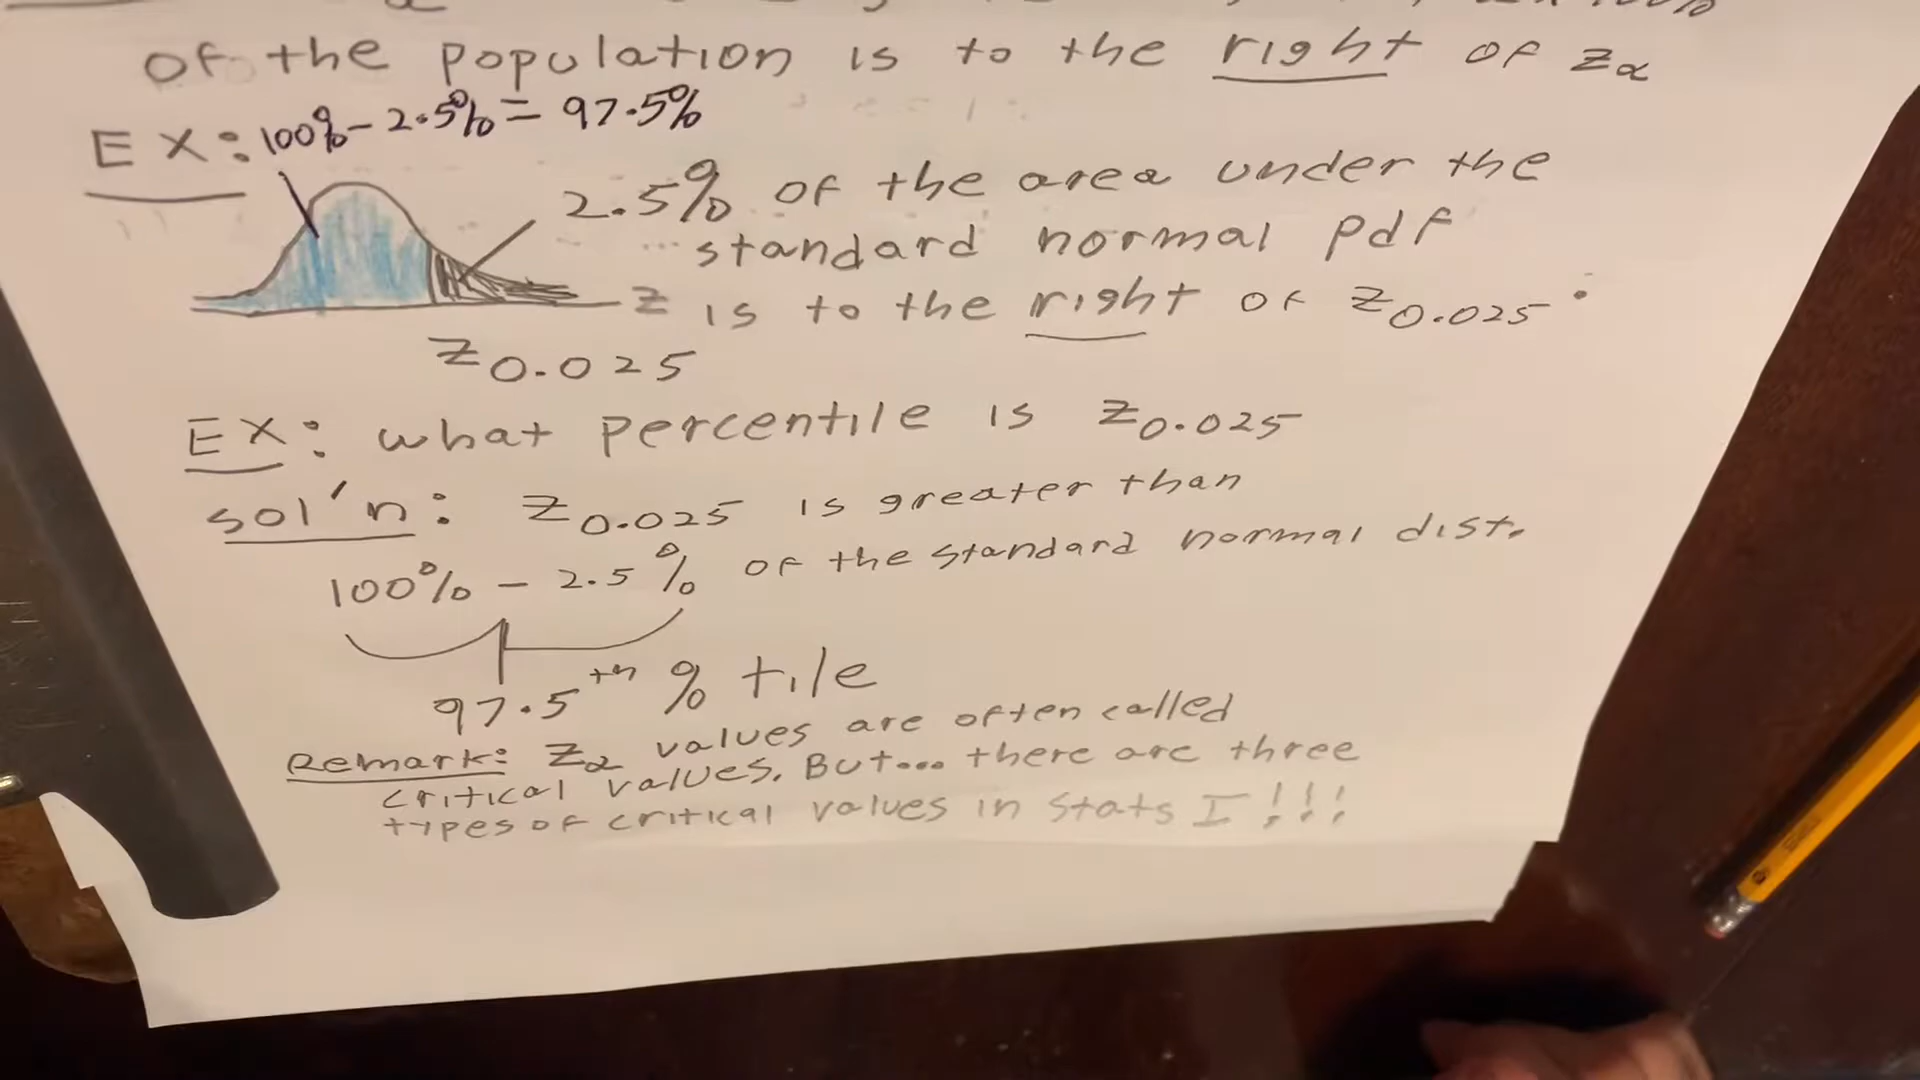 of the population is to the right of zα
EX: 100% - 2.5% = 97.5%
2.5% of the area under the
standard normal pdf
z is to the right of z0.025.
z0.025
EX: what percentile is z0.025
sol'n: z0.025 is greater than
100% - 2.5% of the standard normal dist.
97.5th % tile
Remark: zα values are often called
critical values. But... there are three
types of critical values in Stats I!!!